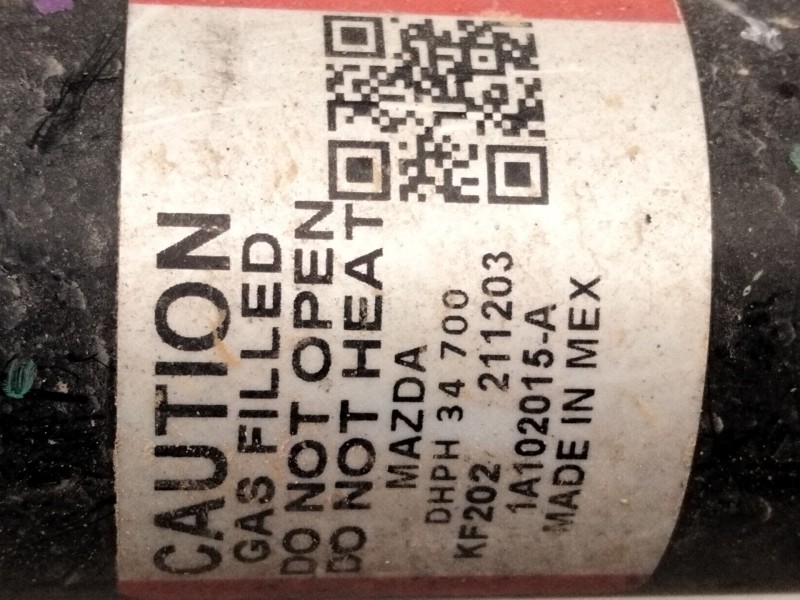 CAUTION
GAS FILLED
DO NOT OPEN
DO NOT HEAT
MAZDA
DHPH 34 700
KF202 211203
1A102015-A
MADE IN MEX